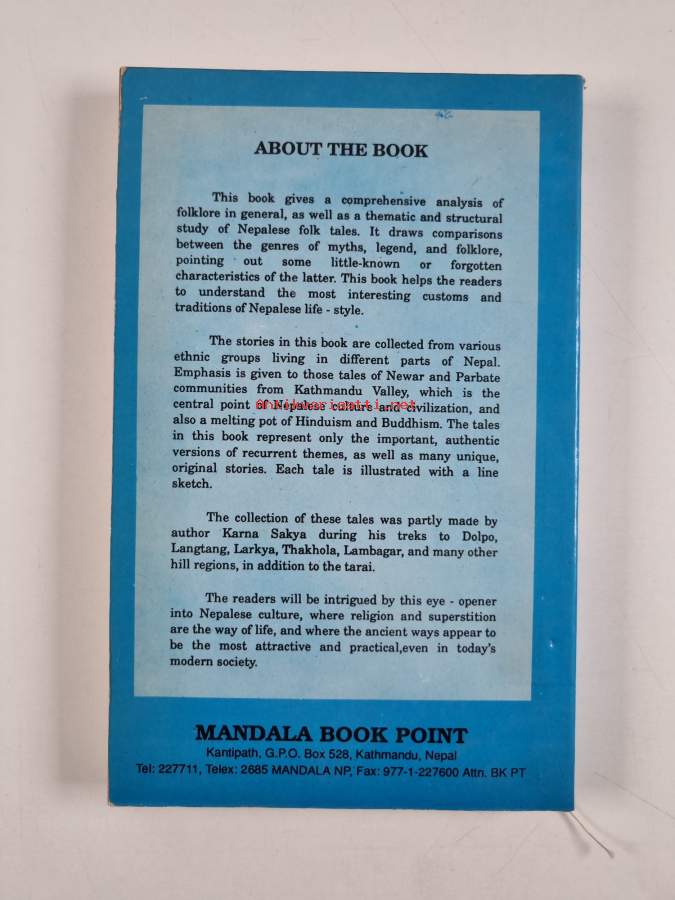 ABOUT THE BOOK
This book gives a comprehensive analysis of
folklore in general, as well as a thematic and structural
study of Nepalese folk tales. It draws comparisons
between the genres of myths, legend, and folklore,
pointing out some little-known or forgotten
characteristics of the latter. This book helps the readers
to understand the most interesting customs and
traditions of Nepalese life - style.
The stories in this book are collected from various
ethnic groups living in different parts of Nepal.
Emphasis is given to those tales of Newar and Parbate
communities from Kathmandu Valley, which is the
central point of Nepalese culture and civilization, and
also a melting pot of Hinduism and Buddhism. The tales
in this book represent only the important, authentic
versions of recurrent themes, as well as many unique,
original stories. Each tale is illustrated with a line
sketch.
The collection of these tales was partly made by
author Karna Sakya during his treks to Dolpo,
Langtang, Larkya, Thakhola, Lambagar, and many other
hill regions, in addition to the tarai.
The readers will be intrigued by this eye - opener
into Nepalese culture, where religion and superstition
are the way of life, and where the ancient ways appear to
be the most attractive and practical,even in today's
modern society.
MANDALA BOOK POINT
Kantipath, G.P.O. Box 528, Kathmandu, Nepal
Tel: 227711, Telex: 2685 MANDALA NP, Fax: 977-1-227600 Attn. BK PT